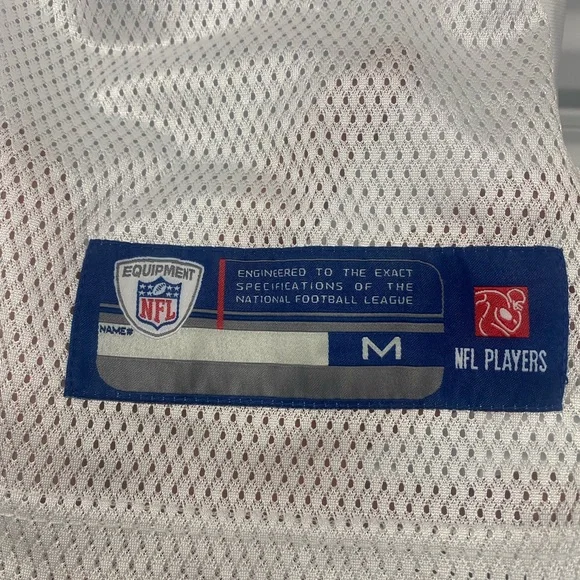 EQUIPMENT
NFL
ENGINEERED TO THE EXACT
SPECIFICATIONS OF THE
NATIONAL FOOTBALL LEAGUE
NAME#
M
NFL PLAYERS